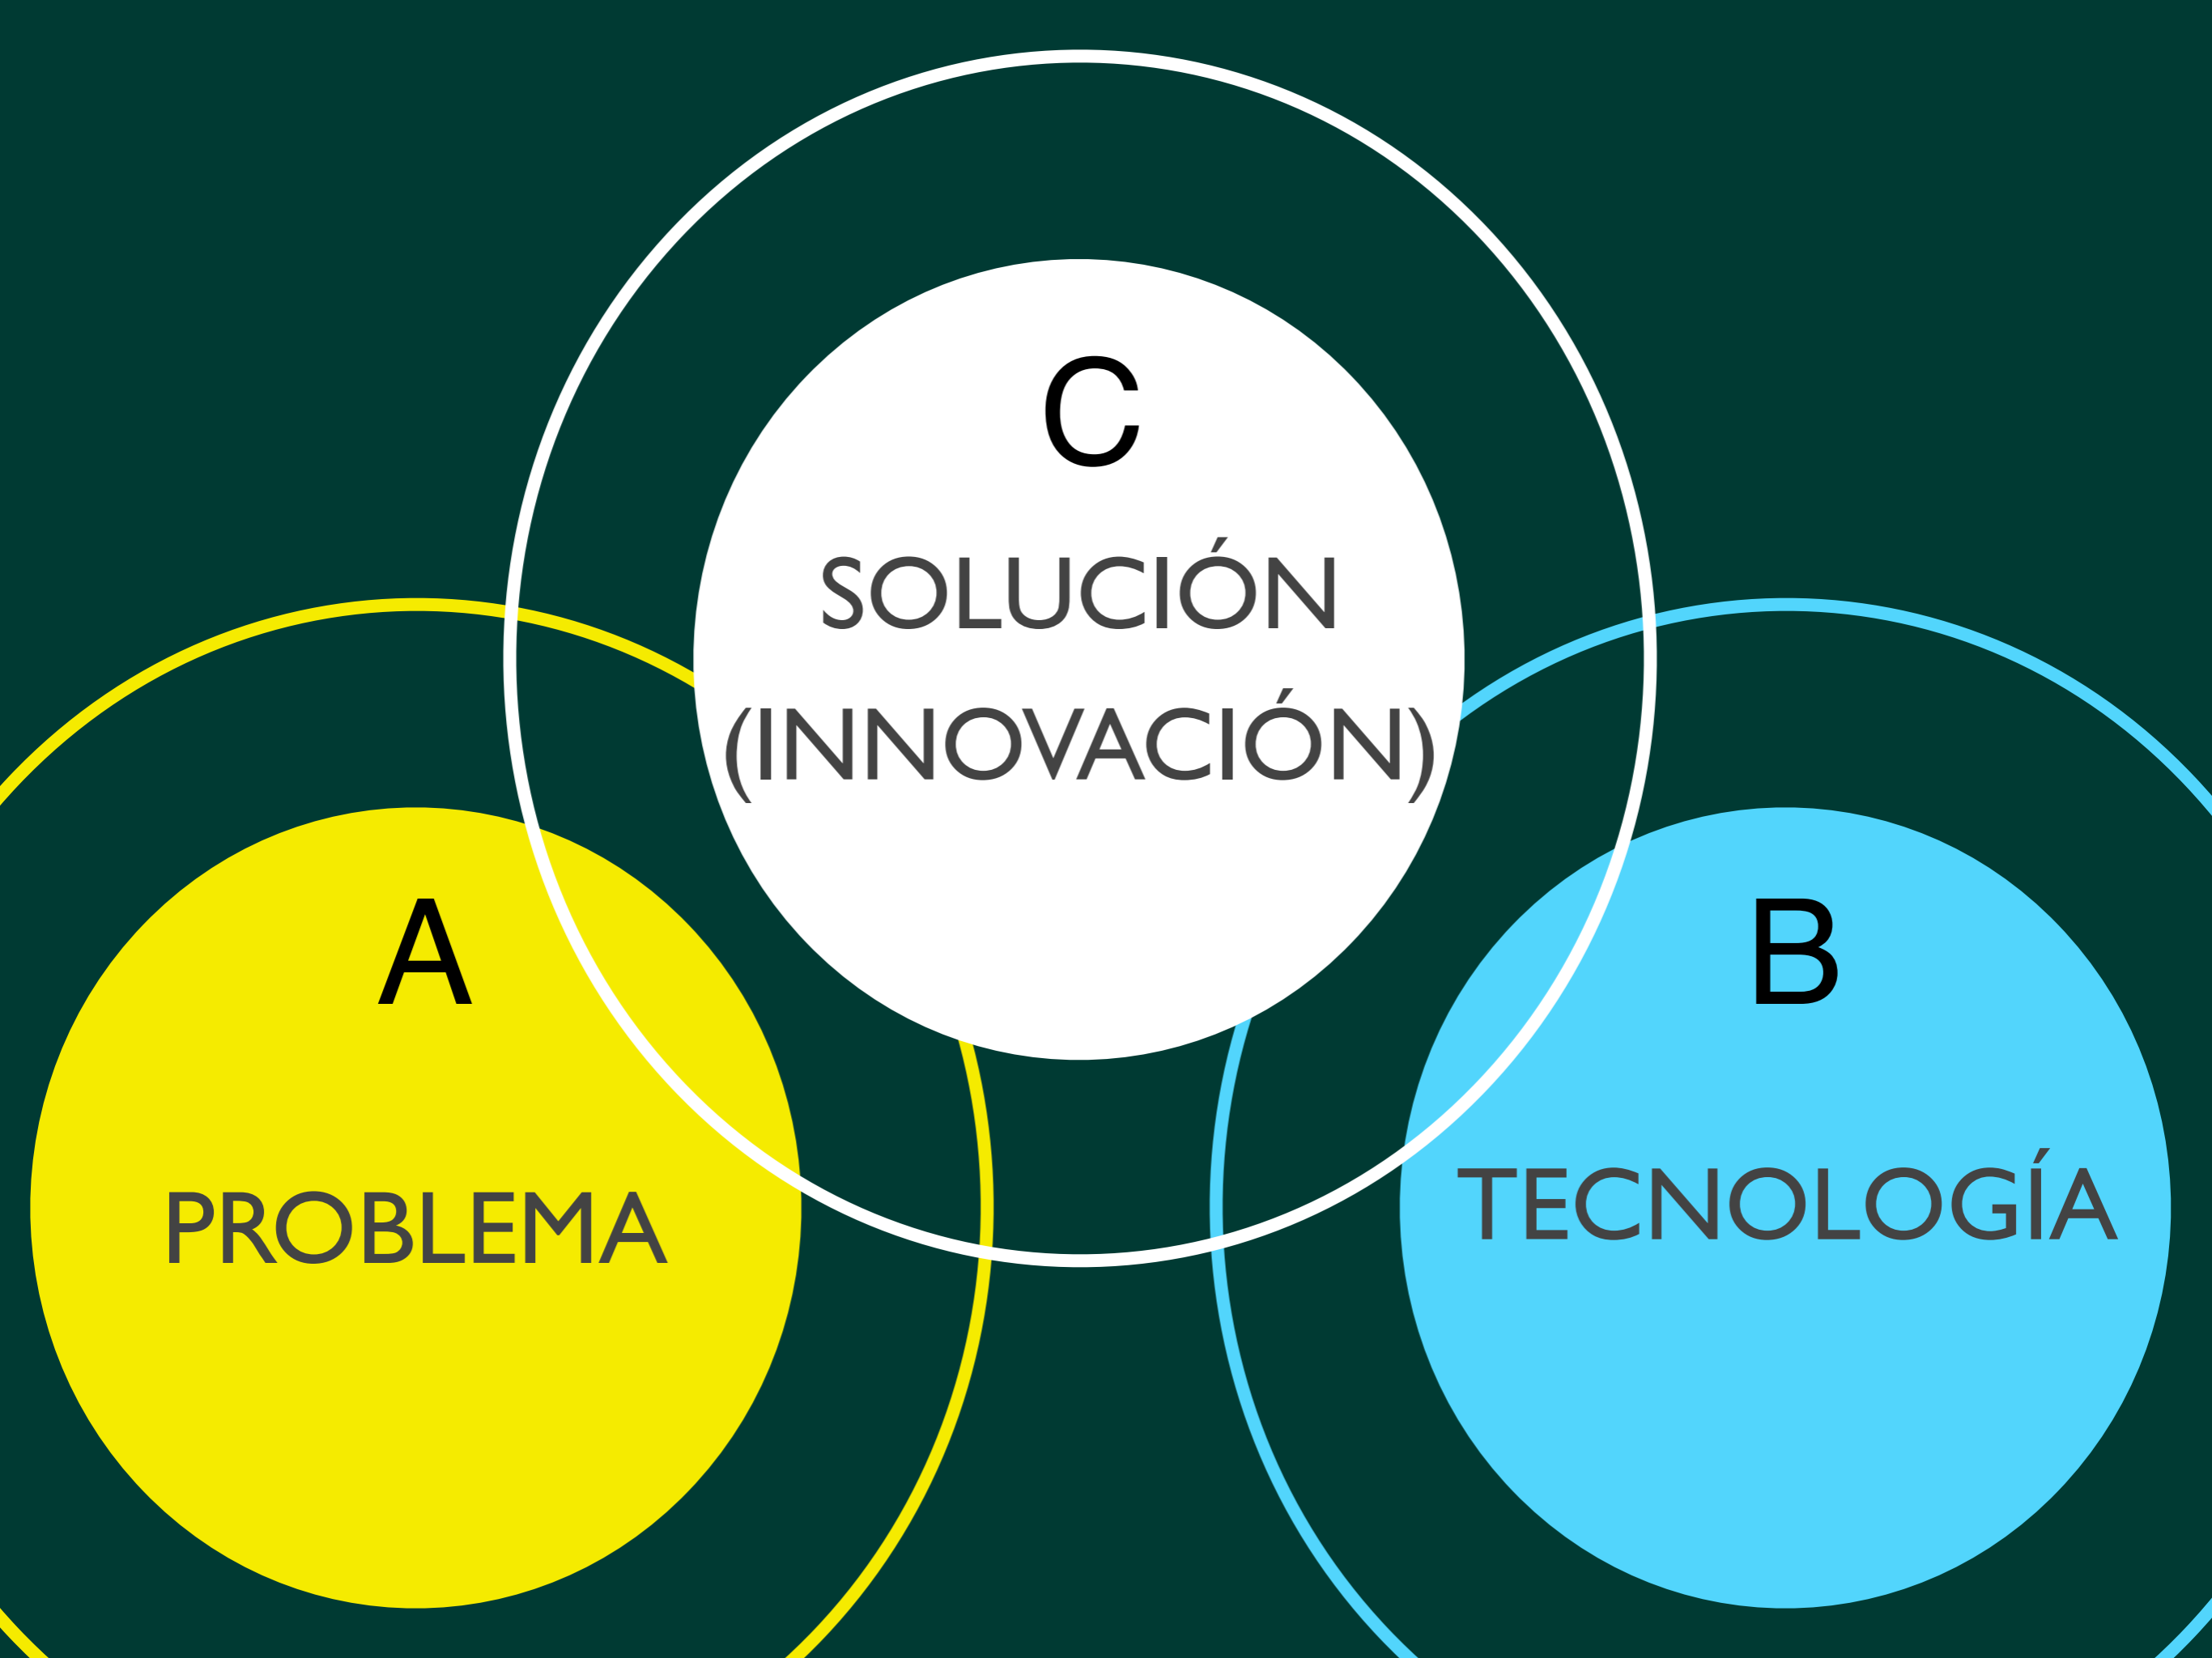 C
SOLUCIÓN
(INNOVACIÓN)
A
PROBLEMA
B
TECNOLOGÍA